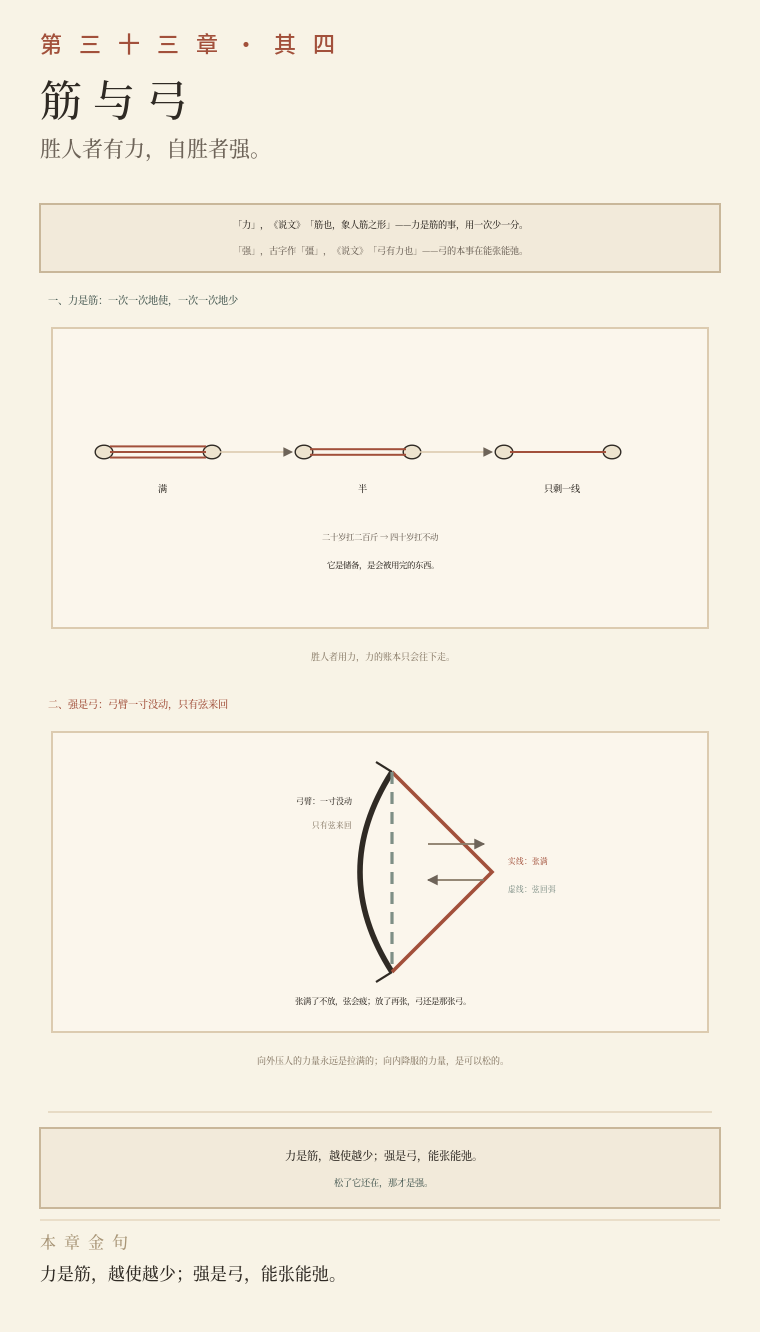 第三十三章·其四
筋与弓
胜人者有力，自胜者强。
「力」，《说文》「筋也，象人筋之形」——力是筋的事，用一次少一分。
「强」，古字作「彊」，《说文》「弓有力也」——弓的本事在能张能弛。
一、力是筋：一次一次地使，一次一次地少
满
半
只剩一线
二十岁扛二百斤 → 四十岁扛不动
它是储备，是会被用完的东西。
胜人者用力，力的账本只会往下走。
二、强是弓：弓臂一寸没动，只有弦来回
弓臂：一寸没动
只有弦来回
实线：张满
虚线：弦回弭
张满了不放，弦会疲；放了再张，弓还是那张弓。
向外压人的力量永远是拉满的；向内降服的力量，是可以松的。
力是筋，越使越少；强是弓，能张能弛。
松了它还在，那才是强。
本章金句
力是筋，越使越少；强是弓，能张能弛。